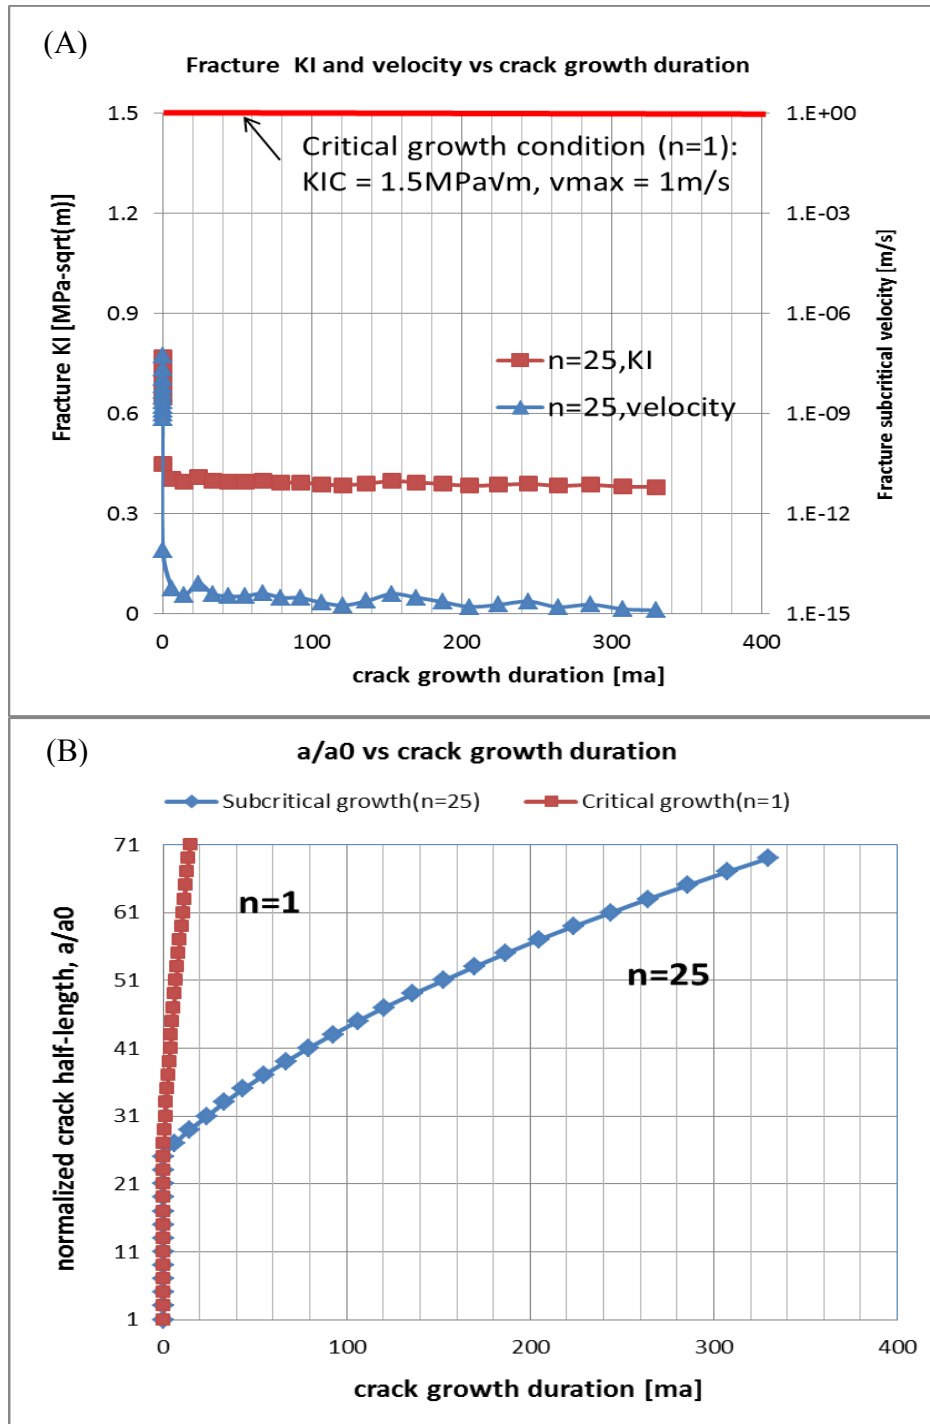 (A)
Fracture KI and velocity vs crack growth duration
1.5
1.2
0.9
0.6
0.3
0
Fracture KI [MPa-sqrt(m)]
Critical growth condition (n=1):
KIC = 1.5MPa√m, vmax = 1m/s
n=25,KI
n=25,velocity
1.E+00
1.E-03
1.E-06
1.E-09
1.E-12
1.E-15
Fracture subcritical velocity [m/s]
0 100 200 300 400
crack growth duration [ma]
(B)
a/a0 vs crack growth duration
Subcritical growth(n=25) Critical growth(n=1)
71
61
51
41
31
21
11
1
normalized crack half-length, a/a0
n=1
n=25
0 100 200 300 400
crack growth duration [ma]